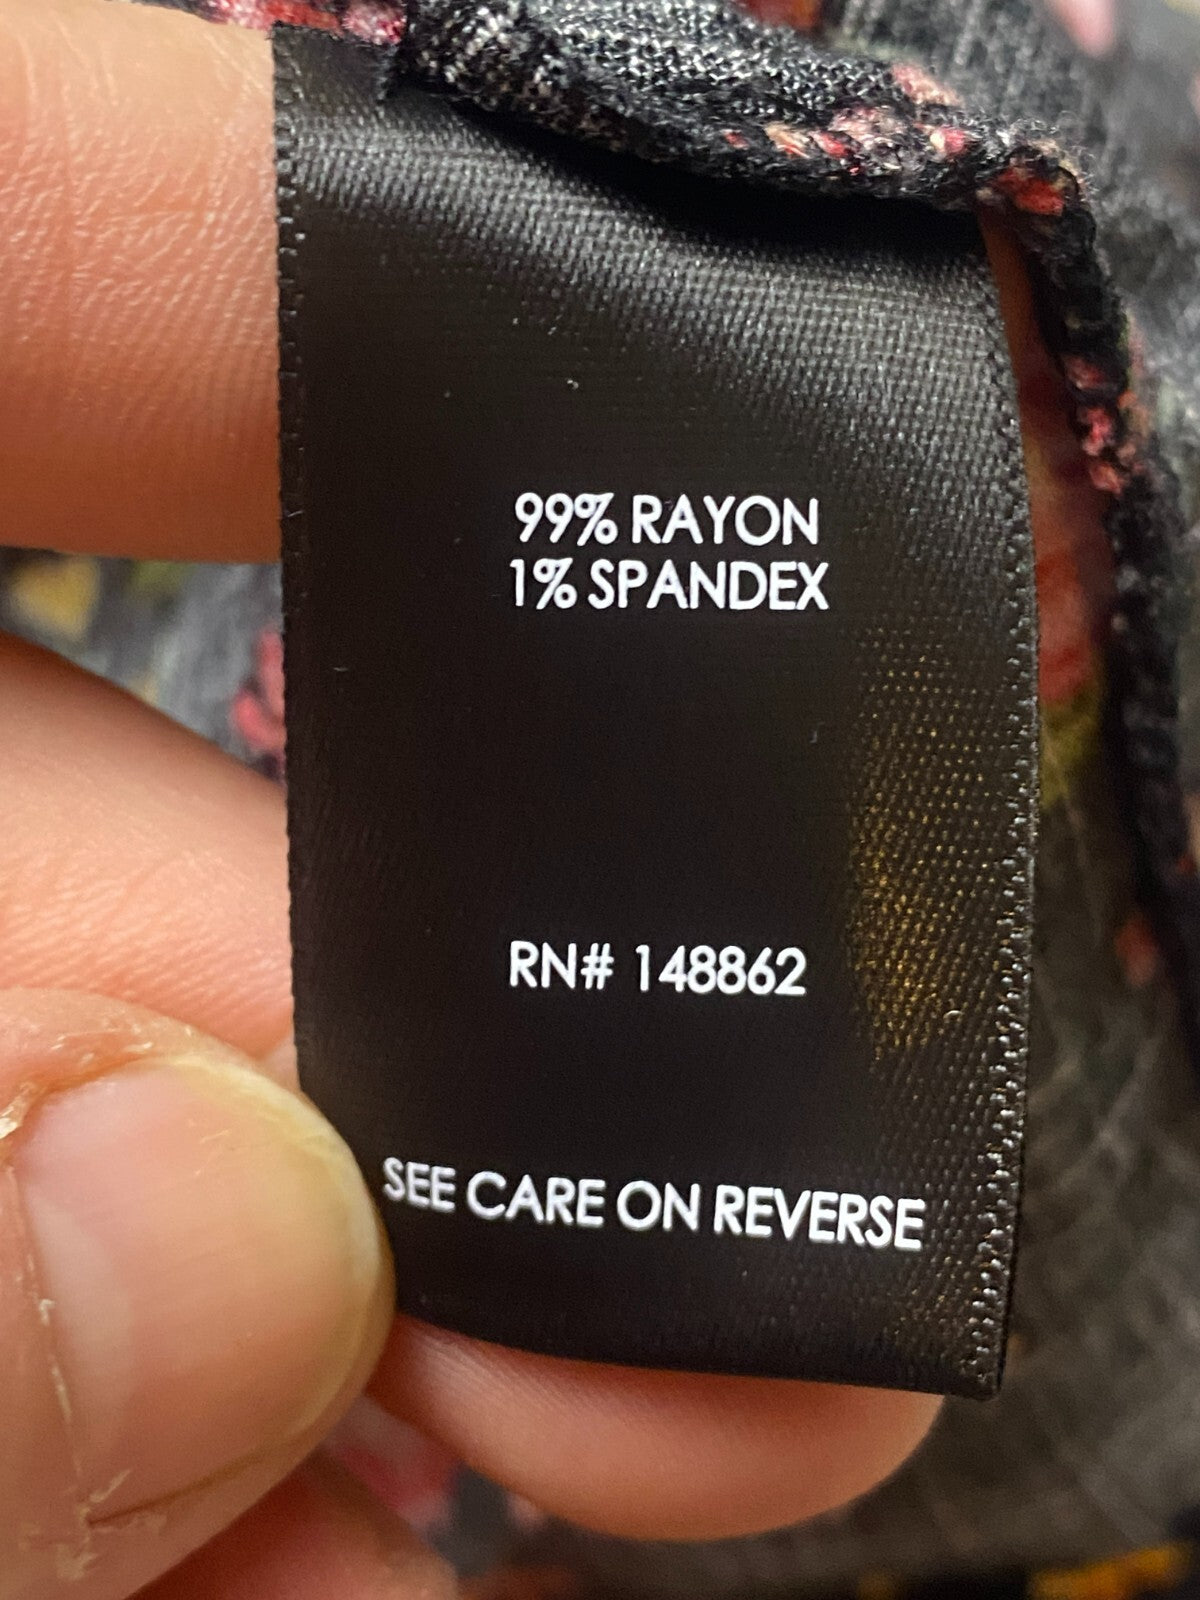 99% RAYON
1% SPANDEX
RN# 148862
SEE CARE ON REVERSE